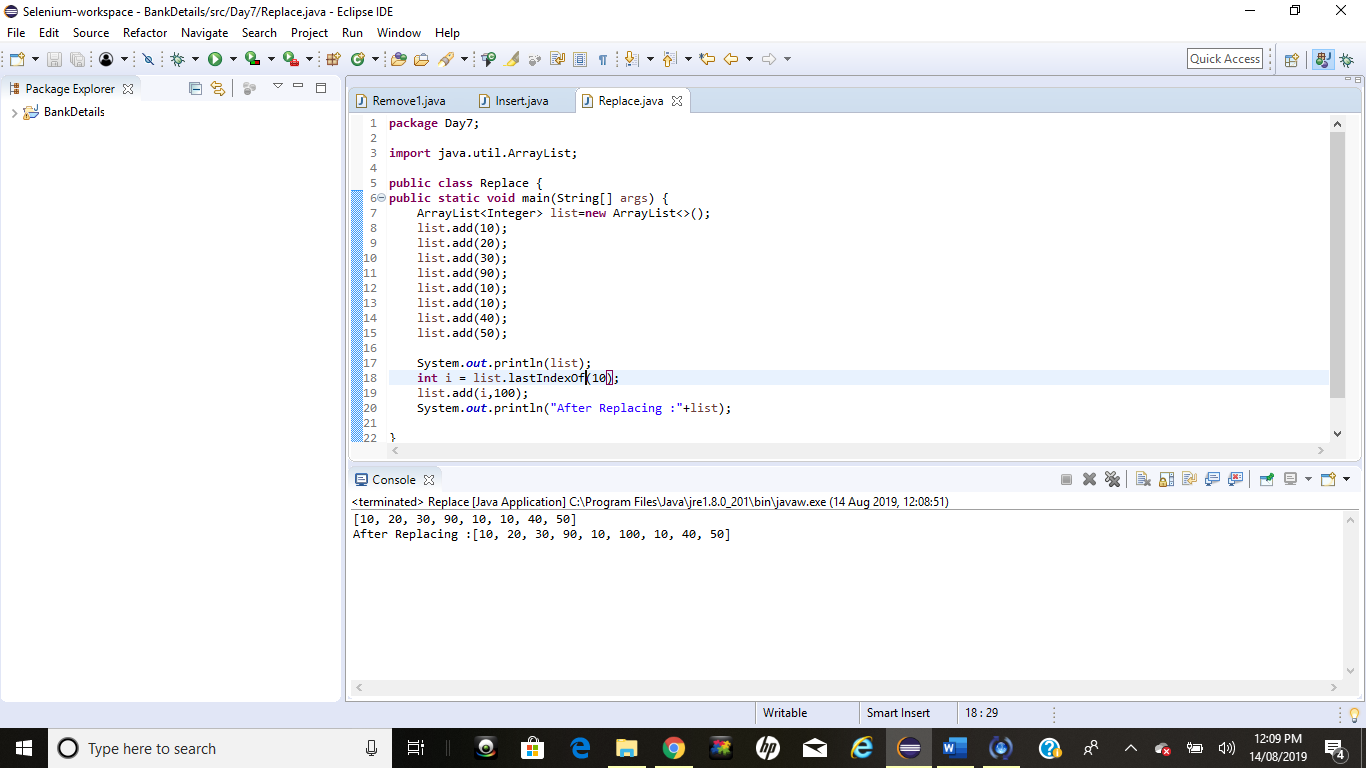 Selenium-workspace - BankDetails/src/Day7/Replace.java - Eclipse IDE
File Edit Source Refactor Navigate Search Project Run Window Help
Quick Access
Package Explorer
BankDetails
Remove1.java Insert.java Replace.java
1 package Day7;
2
3 import java.util.ArrayList;
4
5 public class Replace {
6 public static void main(String[] args) {
7 ArrayList<Integer> list=new ArrayList<>();
8 list.add(10);
9 list.add(20);
10 list.add(30);
11 list.add(90);
12 list.add(10);
13 list.add(10);
14 list.add(40);
15 list.add(50);
16
17 System.out.println(list);
18 int i = list.lastIndexOf(10);
19 list.add(i,100);
20 System.out.println("After Replacing :"+list);
21
22 }
Console
<terminated> Replace [Java Application] C:\Program Files\Java\jre1.8.0_201\bin\javaw.exe (14 Aug 2019, 12:08:51)
[10, 20, 30, 90, 10, 10, 40, 50]
After Replacing :[10, 20, 30, 90, 10, 100, 10, 40, 50]
Writable Smart Insert 18 : 29
Type here to search
12:09 PM
14/08/2019
4